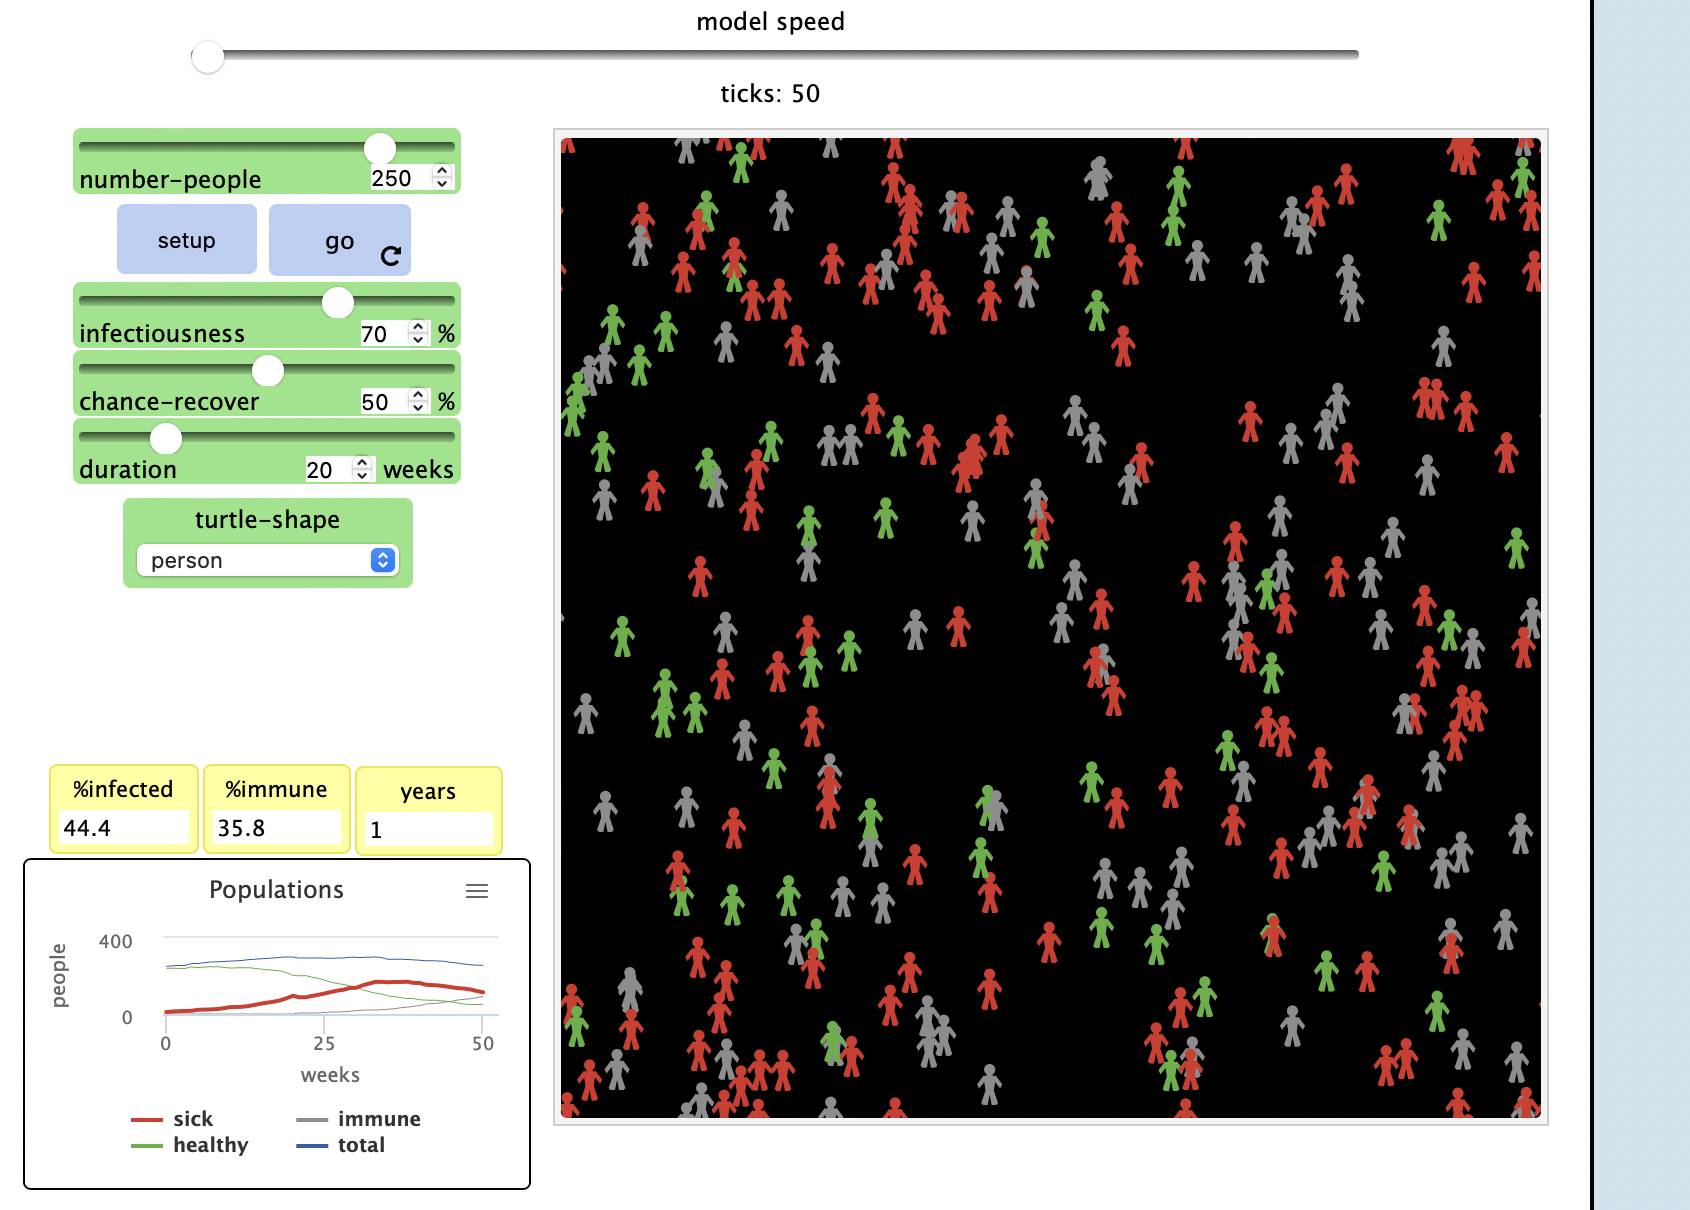 model speed
ticks: 50
number-people 250
setup
go
infectiousness 70 %
chance-recover 50 %
duration 20 weeks
turtle-shape
person
%infected
44.4
%immune
35.8
years
1
Populations
people
400
0
0 25 50
weeks
sick immune
healthy total